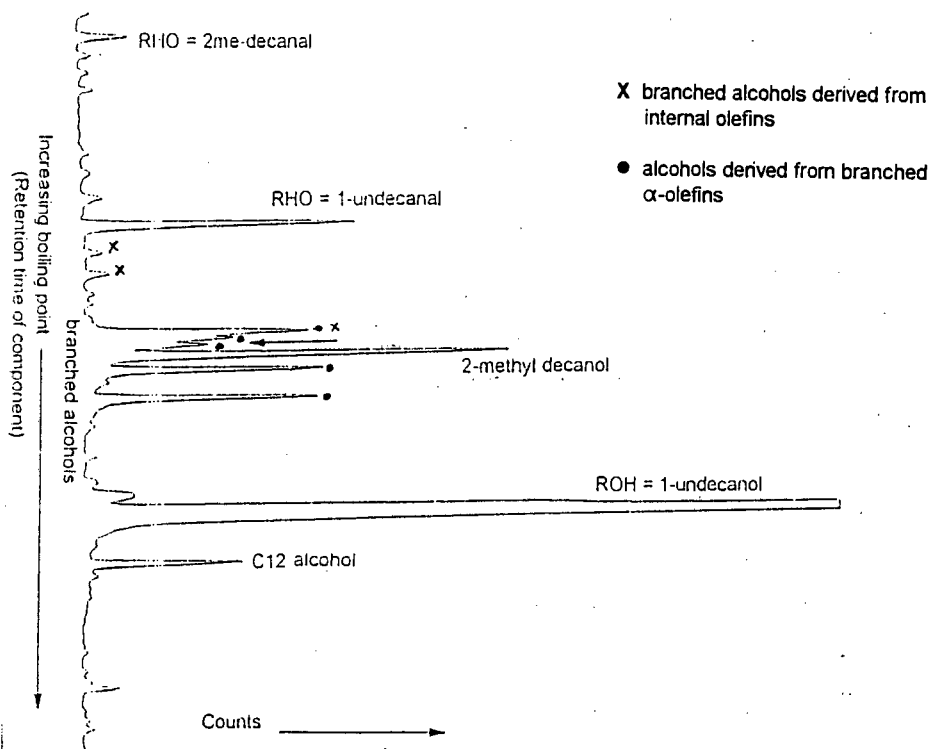 RHO = 2me-decanal
X branched alcohols derived from
internal olefins
● alcohols derived from branched
α-olefins
RHO = 1-undecanal
X
X
X
2-methyl decanol
ROH = 1-undecanol
C12 alcohol
Increasing boiling point
(Retention time of component)
branched alcohols
Counts